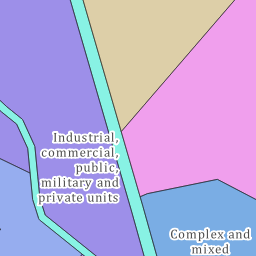 Industrial,
commercial,
public,
military and
private units
Complex and
mixed